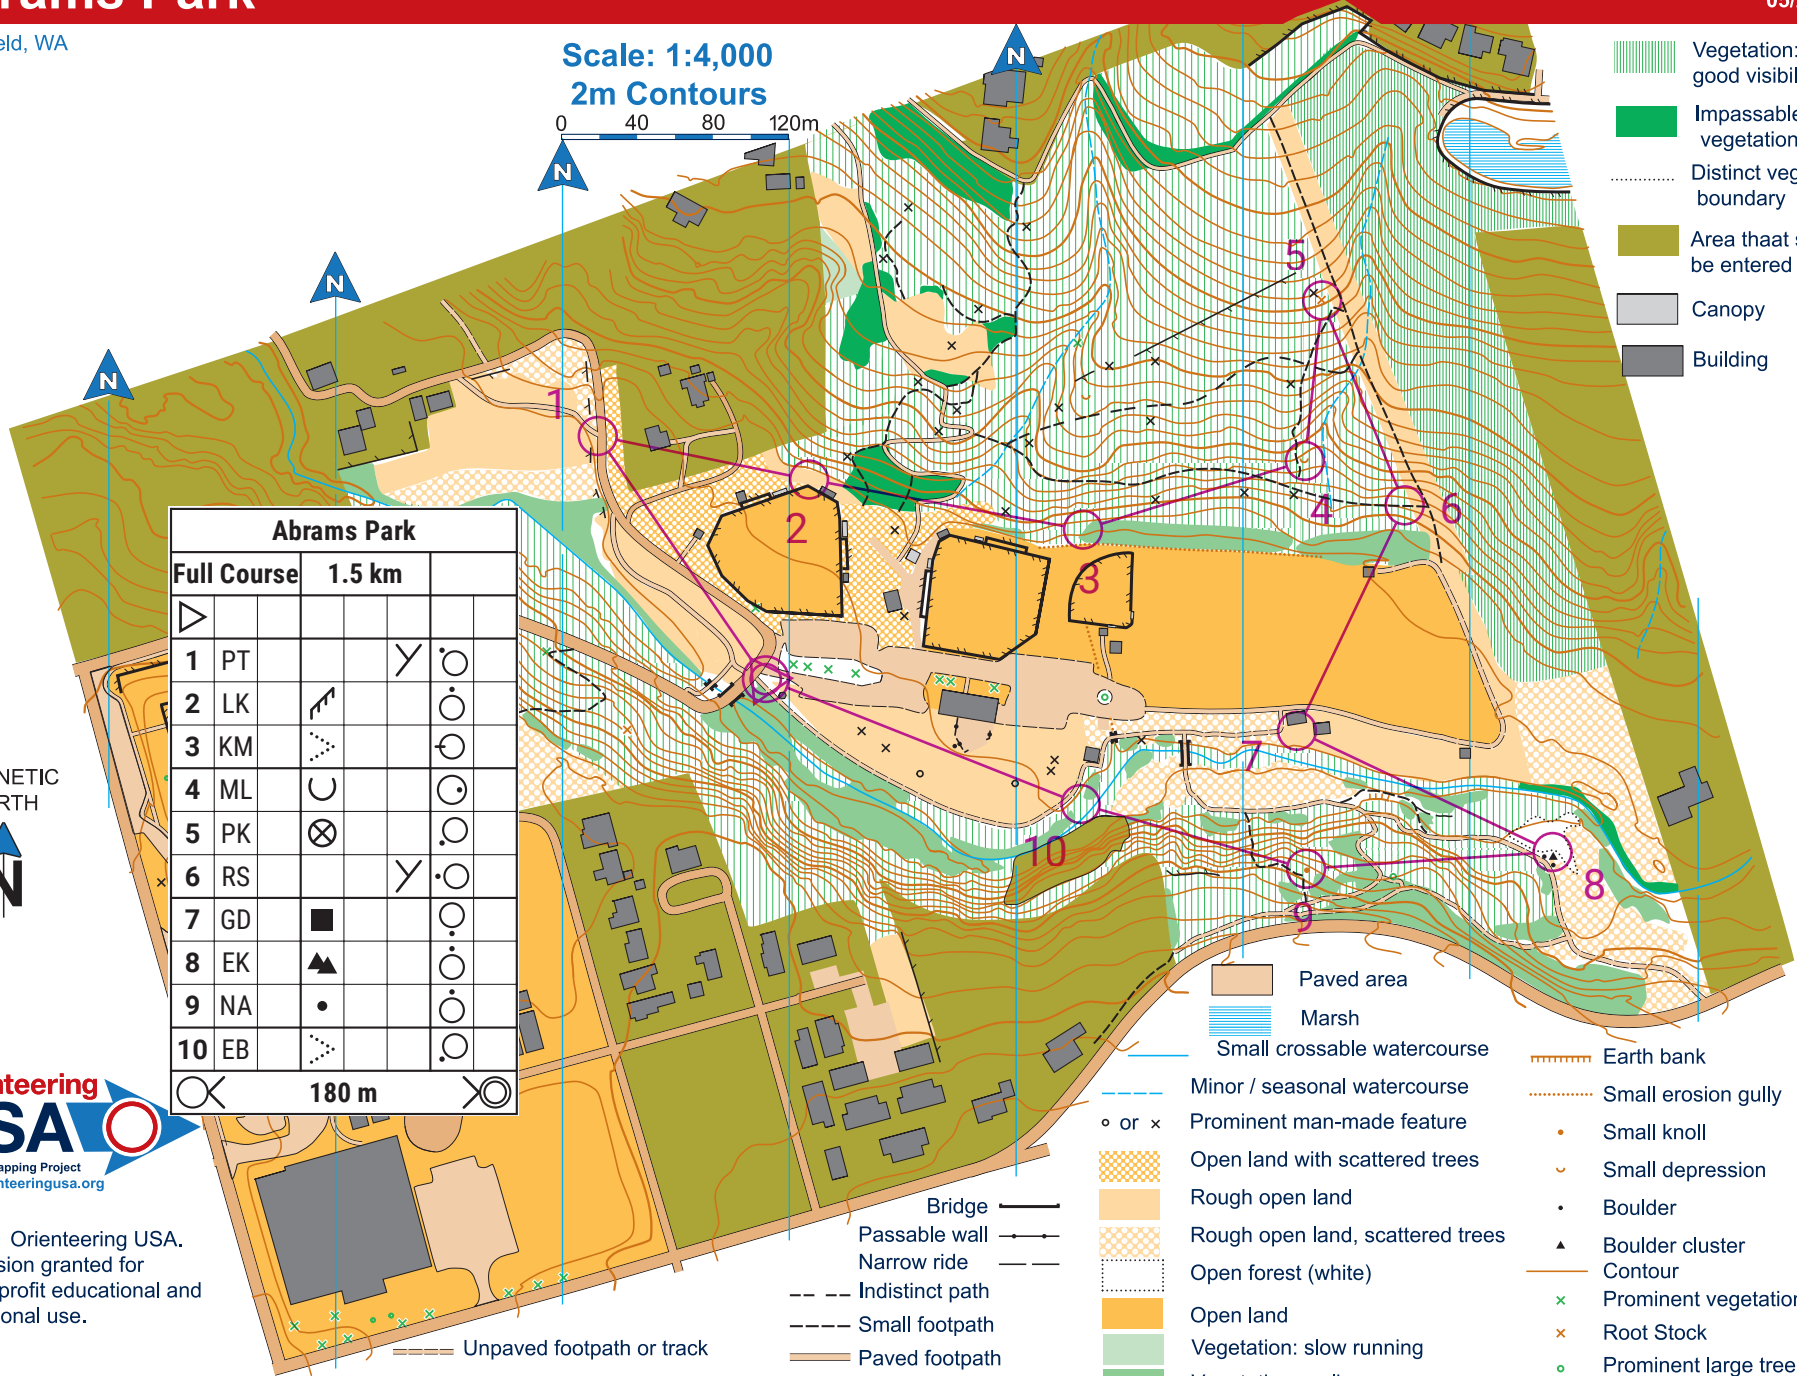 Park
N
eld, WA
Scale: 1:4,000
2m Contours
0 40 80 120m
N
N
N
N
Vegetation:
good visibil
Impassable
vegetation
Distinct veg
boundary
Area thaat s
be entered
Canopy
Building
1
2
3
4
5
6
7
8
9
10
Abrams Park
Full Course 1.5 km
1 PT
2 LK
3 KM
4 ML
5 PK
6 RS
7 GD
8 EK
9 NA
10 EB
180 m
NETIC
RTH
N
nteering
SA
apping Project
nteeringusa.org
Orienteering USA.
sion granted for
profit educational and
onal use.
Unpaved footpath or track
Bridge
Passable wall
Narrow ride
Indistinct path
Small footpath
Paved footpath
Paved area
Marsh
Small crossable watercourse
Minor / seasonal watercourse
o or x Prominent man-made feature
Open land with scattered trees
Rough open land
Rough open land, scattered trees
Open forest (white)
Open land
Vegetation: slow running
Earth bank
Small erosion gully
Small knoll
Small depression
Boulder
Boulder cluster
Contour
Prominent vegetation
Root Stock
Prominent large tree